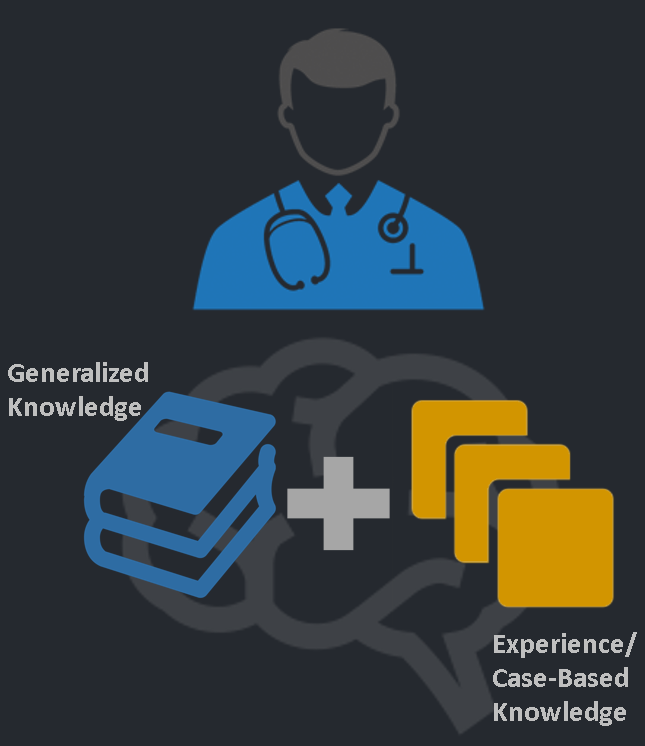 Generalized
Knowledge
Experience/
Case-Based
Knowledge